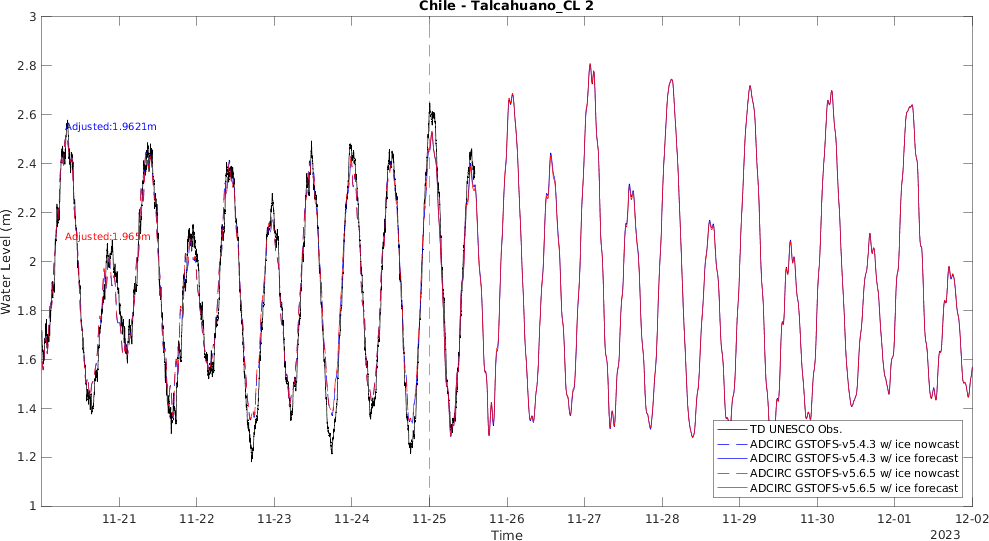 Chile - Talcahuano_CL 2
3
2.8
2.6
2.4
2.2
2
1.8
1.6
1.4
1.2
1
Water Level (m)
Adjusted:1.9621m
Adjusted:1.965m
TD UNESCO Obs.
ADCIRC GSTOFS-v5.4.3 w/ ice nowcast
ADCIRC GSTOFS-v5.4.3 w/ ice forecast
ADCIRC GSTOFS-v5.6.5 w/ ice nowcast
ADCIRC GSTOFS-v5.6.5 w/ ice forecast
11-21 11-22 11-23 11-24 11-25 11-26 11-27 11-28 11-29 11-30 12-01 12-02
Time
2023